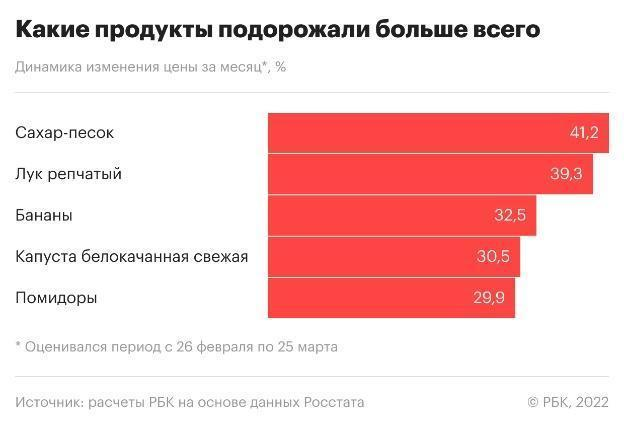 Какие продукты подорожали больше всего
Динамика изменения цены за месяц*, %
Сахар-песок 41,2
Лук репчатый 39,3
Бананы 32,5
Капуста белокачанная свежая 30,5
Помидоры 29,9
* Оценивался период с 26 февраля по 25 марта
Источник: расчеты РБК на основе данных Росстата © РБК, 2022